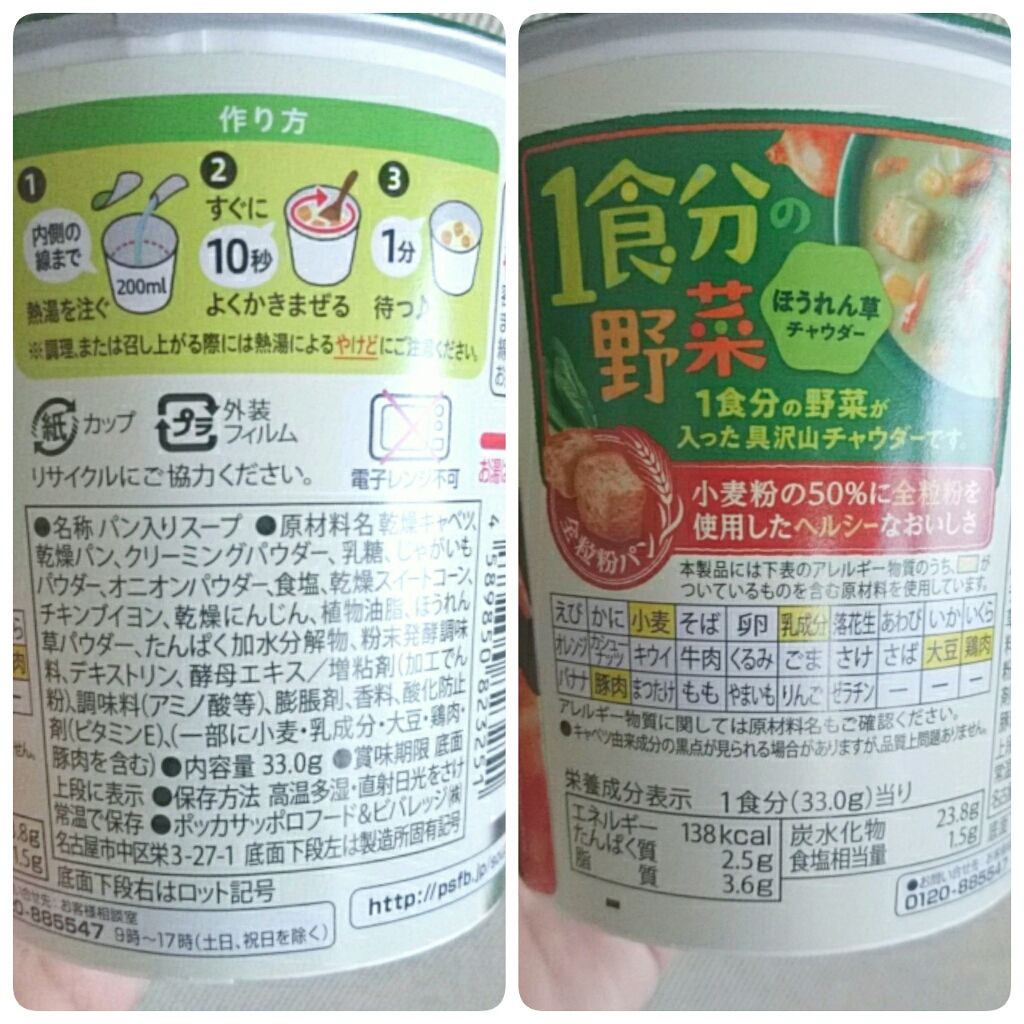 作り方
1
内側の
線まで
200ml
熱湯を注ぐ
2
すぐに
10秒
よくかきまぜる
3
1分
待つ♪
※調理、または召し上がる際には熱湯によるやけどにご注意ください。
紙
カップ
プラ
外装
フィルム
リサイクルにご協力ください。
電子レンジ不可
●名称 パン入りスープ ●原材料名 乾燥キャベツ、
乾燥パン、クリーミングパウダー、乳糖、じゃがいも
パウダー、オニオンパウダー、食塩、乾燥スイートコーン、
チキンブイヨン、乾燥にんじん、植物油脂、ほうれん
草パウダー、たんぱく加水分解物、粉末発酵調味
料、デキストリン、酵母エキス／増粘剤(加工でん
粉)、調味料(アミノ酸等)、膨脹剤、香料、酸化防止
剤(ビタミンE)、(一部に小麦・乳成分・大豆・鶏肉・
豚肉を含む) ●内容量 33.0g ●賞味期限 底面
上段に表示 ●保存方法 高温多湿・直射日光をさけ
常温で保存 ●ポッカサッポロフード&ビバレッジ㈱
名古屋市中区栄3-27-1 底面下段左は製造所固有記号
底面下段右はロット記号
い合せ先:お客様相談室
0-885547 9時～17時(土日、祝日を除く)
http://psfb.jp/sou
4 589850 823251
お湯は
1食分の
野菜
ほうれん草
チャウダー
1食分の野菜が
入った具沢山チャウダーです。
全粒粉パン
小麦粉の50%に全粒粉を
使用したヘルシーなおいしさ
本製品には下表のアレルギー物質のうち、が
ついているものを含む原材料を使用しています。
えび かに 小麦 そば 卵 乳成分 落花生 あわび いか いくら
オレンジ カシューナッツ キウイ 牛肉 くるみ ごま さけ さば 大豆 鶏肉
バナナ 豚肉 まつたけ もも やまいも りんご ゼラチン ー ー ー
アレルギー物質に関しては原材料名もご確認ください。
●キャベツ由来成分の黒点が見られる場合がありますが、品質上問題ありません。
栄養成分表示 1食分(33.0g)当り
エネルギー 138kcal 炭水化物 23.8g
たんぱく質 2.5g 食塩相当量 1.5g
脂質 3.6g
●お問い合せ先:お
0120-885547